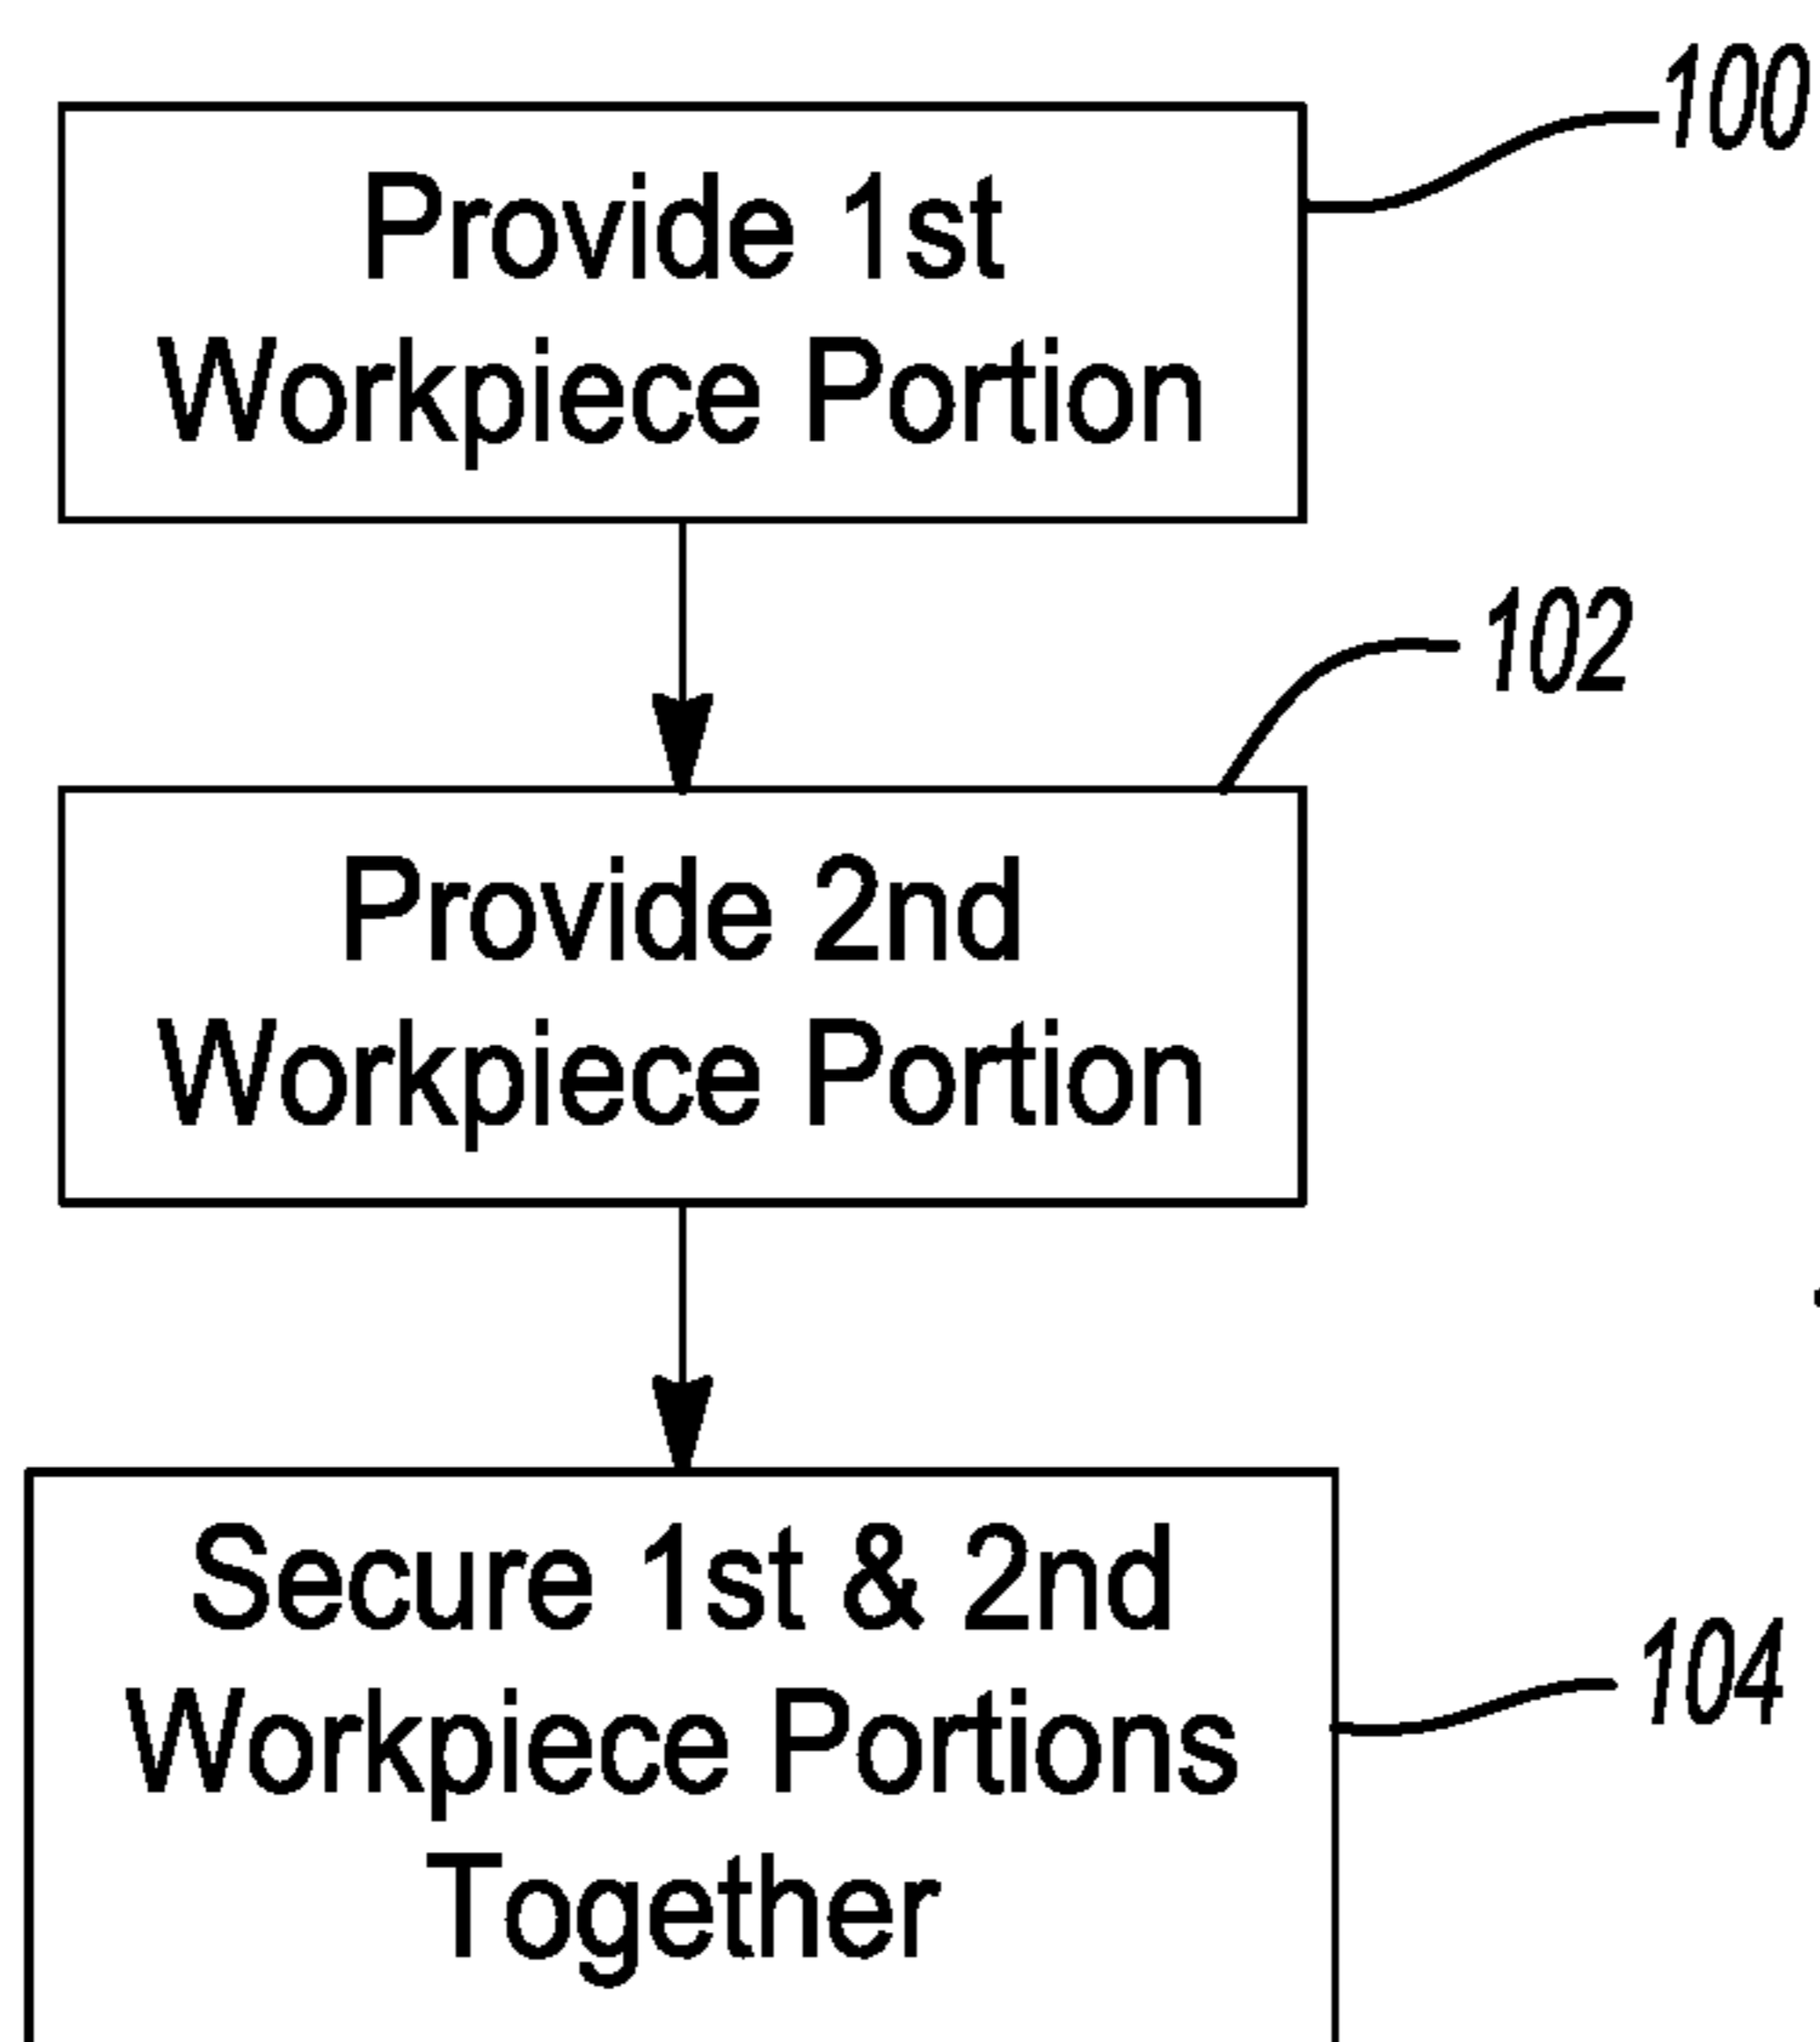 100
Provide 1st
Workpiece Portion
102
Provide 2nd
Workpiece Portion
Secure 1st & 2nd
Workpiece Portions
Together
104